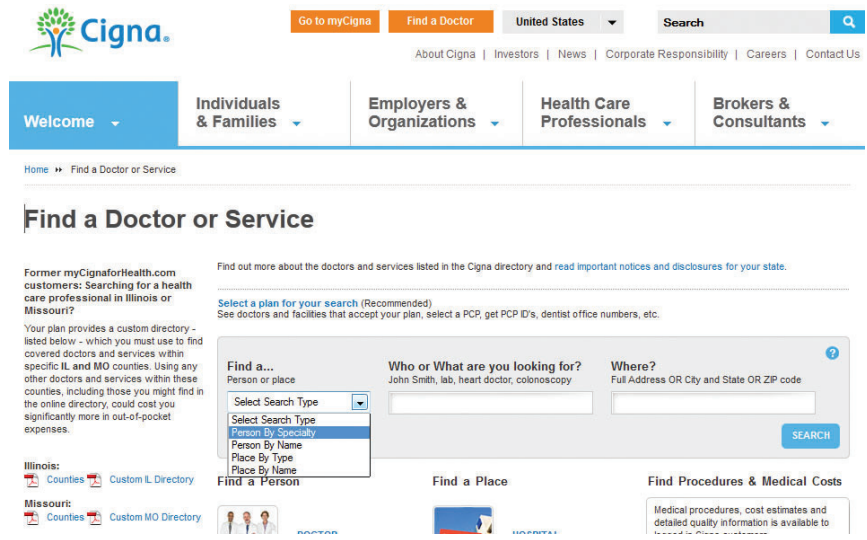 Cigna.
Go to myCigna
Find a Doctor
United States
Search
About Cigna | Investors | News | Corporate Responsibility | Careers | Contact Us
Welcome
Individuals
& Families
Employers &
Organizations
Health Care
Professionals
Brokers &
Consultants
Home ›› Find a Doctor or Service
Find a Doctor or Service
Former myCignaforHealth.com
customers: Searching for a health
care professional in Illinois or
Missouri?
Your plan provides a custom directory -
listed below - which you must use to find
covered doctors and services within
specific IL and MO counties. Using any
other doctors and services within these
counties, including those you might find in
the online directory, could cost you
significantly more in out-of-pocket
expenses.
Illinois:
Counties Custom IL Directory
Missouri:
Counties Custom MO Directory
Find out more about the doctors and services listed in the Cigna directory and read important notices and disclosures for your state.
Select a plan for your search (Recommended)
See doctors and facilities that accept your plan, select a PCP, get PCP ID's, dentist office numbers, etc.
?
Find a...
Person or place
Select Search Type
Select Search Type
Person By Specialty
Person By Name
Place By Type
Place By Name
Who or What are you looking for?
John Smith, lab, heart doctor, colonoscopy
Where?
Full Address OR City and State OR ZIP code
SEARCH
Find a Person
DOCTOR
Find a Place
HOSPITAL
Find Procedures & Medical Costs
Medical procedures, cost estimates and
detailed quality information is available to
logged in Cigna customers